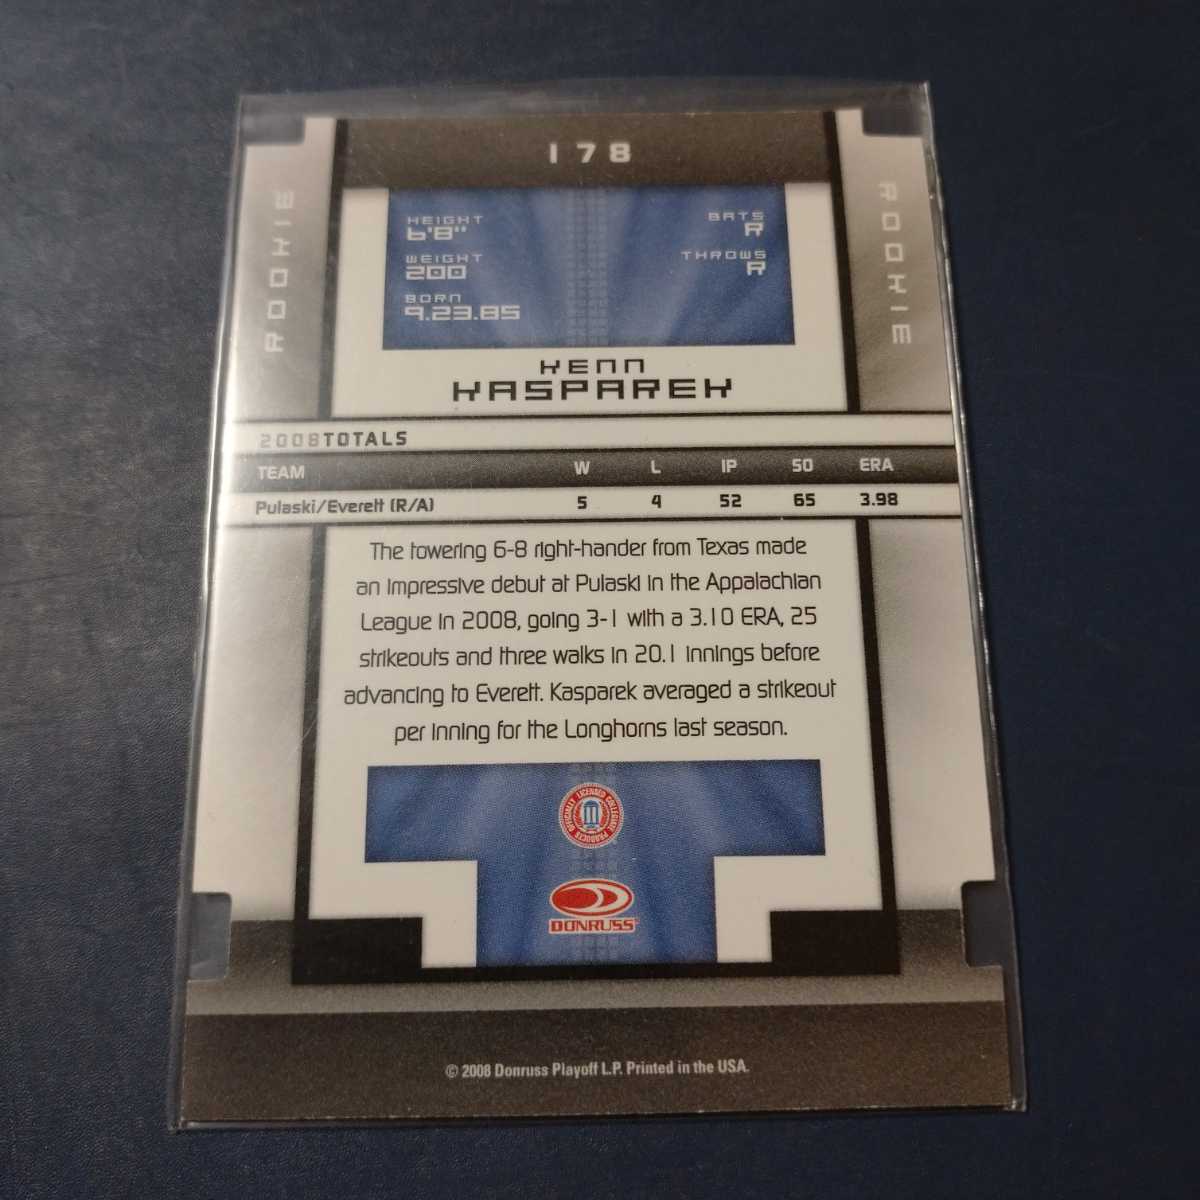 178
ROOKIE
ROOKIE
HEIGHT
6'8"
WEIGHT
200
BORN
9.23.85
BATS
R
THROWS
R
KENN
KASPAREK
2008TOTALS
TEAM W L IP SO ERA
Pulaski/Everett (R/A) 5 4 52 65 3.98
The towering 6-8 right-hander from Texas made
an impressive debut at Pulaski in the Appalachian
League in 2008, going 3-1 with a 3.10 ERA, 25
strikeouts and three walks in 20.1 innings before
advancing to Everett. Kasparek averaged a strikeout
per inning for the Longhorns last season.
OFFICIALLY LICENSED COLLEGIATE PRODUCTS
DONRUSS
© 2008 Donruss Playoff L.P. Printed in the USA.